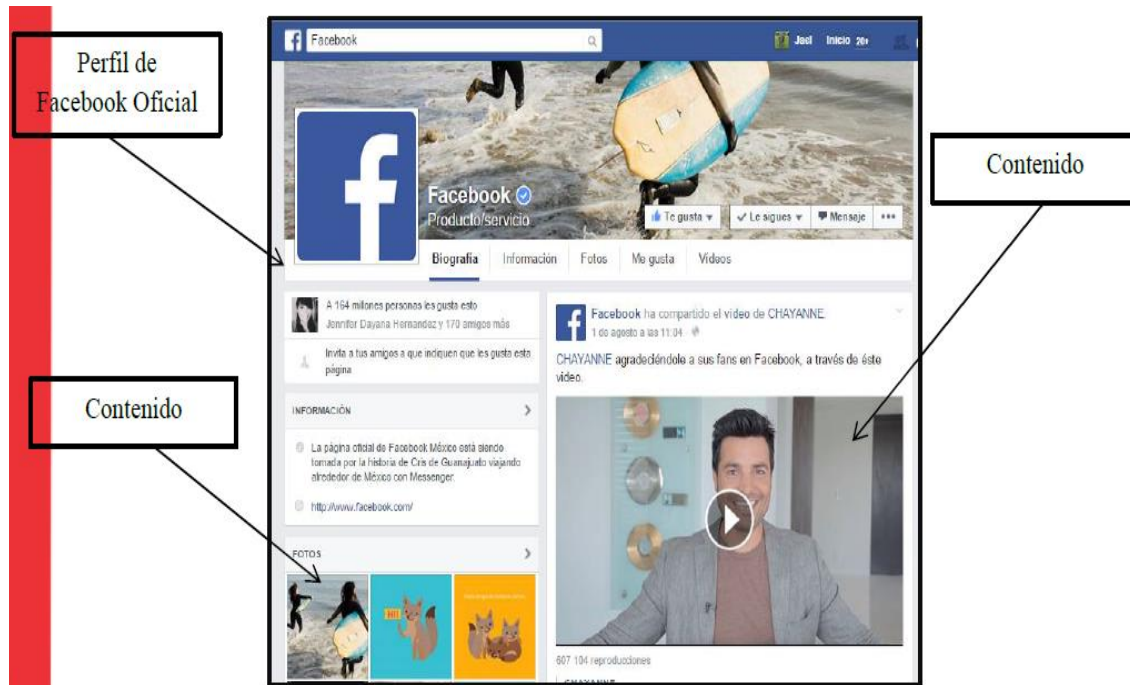 Perfil de
Facebook Oficial
Contenido
Contenido
Facebook
Jael Inicio 20+
Facebook
Producto/servicio
Te gusta
Le sigues
Mensaje
Biografía Información Fotos Me gusta Vídeos
A 164 millones personas les gusta esto
Jennifer Dayana Hernandez y 170 amigos más
Invita a tus amigos a que indiquen que les gusta esta
página
INFORMACIÓN
La página oficial de Facebook México está siendo
tomada por la historia de Cris de Guanajuato viajando
alrededor de México con Messenger.
http://www.facebook.com/
FOTOS
Facebook ha compartido el video de CHAYANNE.
1 de agosto a las 11:04
CHAYANNE agradeciéndole a sus fans en Facebook, a través de éste
video.
607 104 reproducciones
CHAYANNE